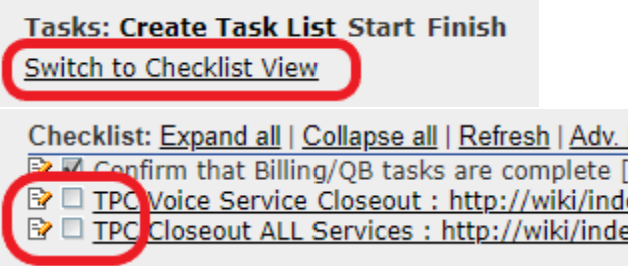 Tasks: Create Task List Start Finish
Switch to Checklist View
Checklist: Expand all | Collapse all | Refresh | Adv.
Confirm that Billing/QB tasks are complete [
TPC Voice Service Closeout : http://wiki/inde
TPC Closeout ALL Services : http://wiki/inde